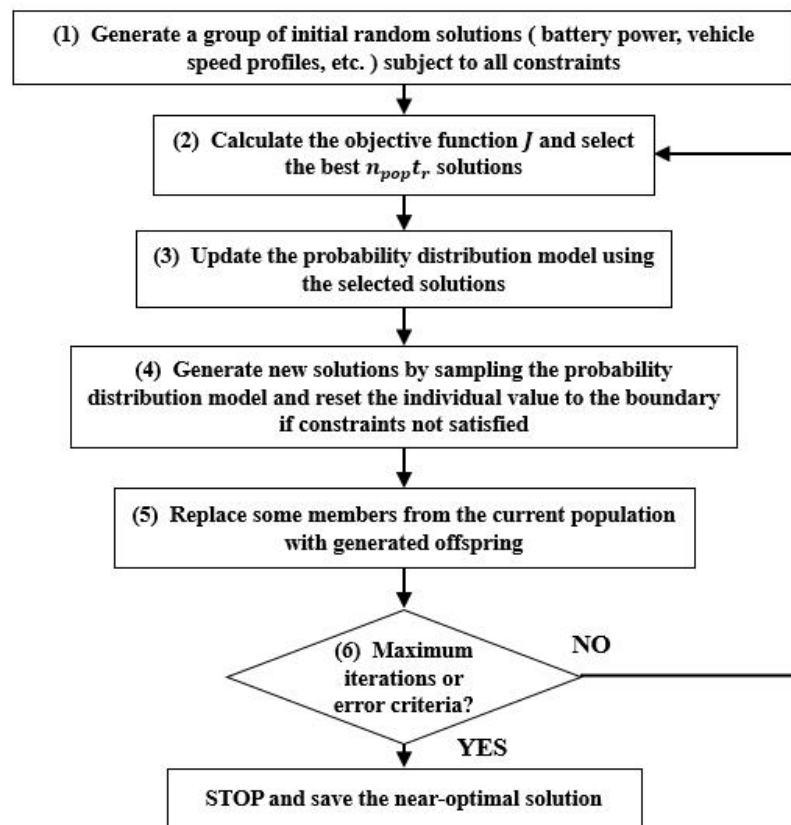 (1) Generate a group of initial random solutions ( battery power, vehicle
speed profiles, etc. ) subject to all constraints
(2) Calculate the objective function J and select
the best n_pop t_r solutions
(3) Update the probability distribution model using
the selected solutions
(4) Generate new solutions by sampling the probability
distribution model and reset the individual value to the boundary
if constraints not satisfied
(5) Replace some members from the current population
with generated offspring
(6) Maximum
iterations or
error criteria?
NO
YES
STOP and save the near-optimal solution